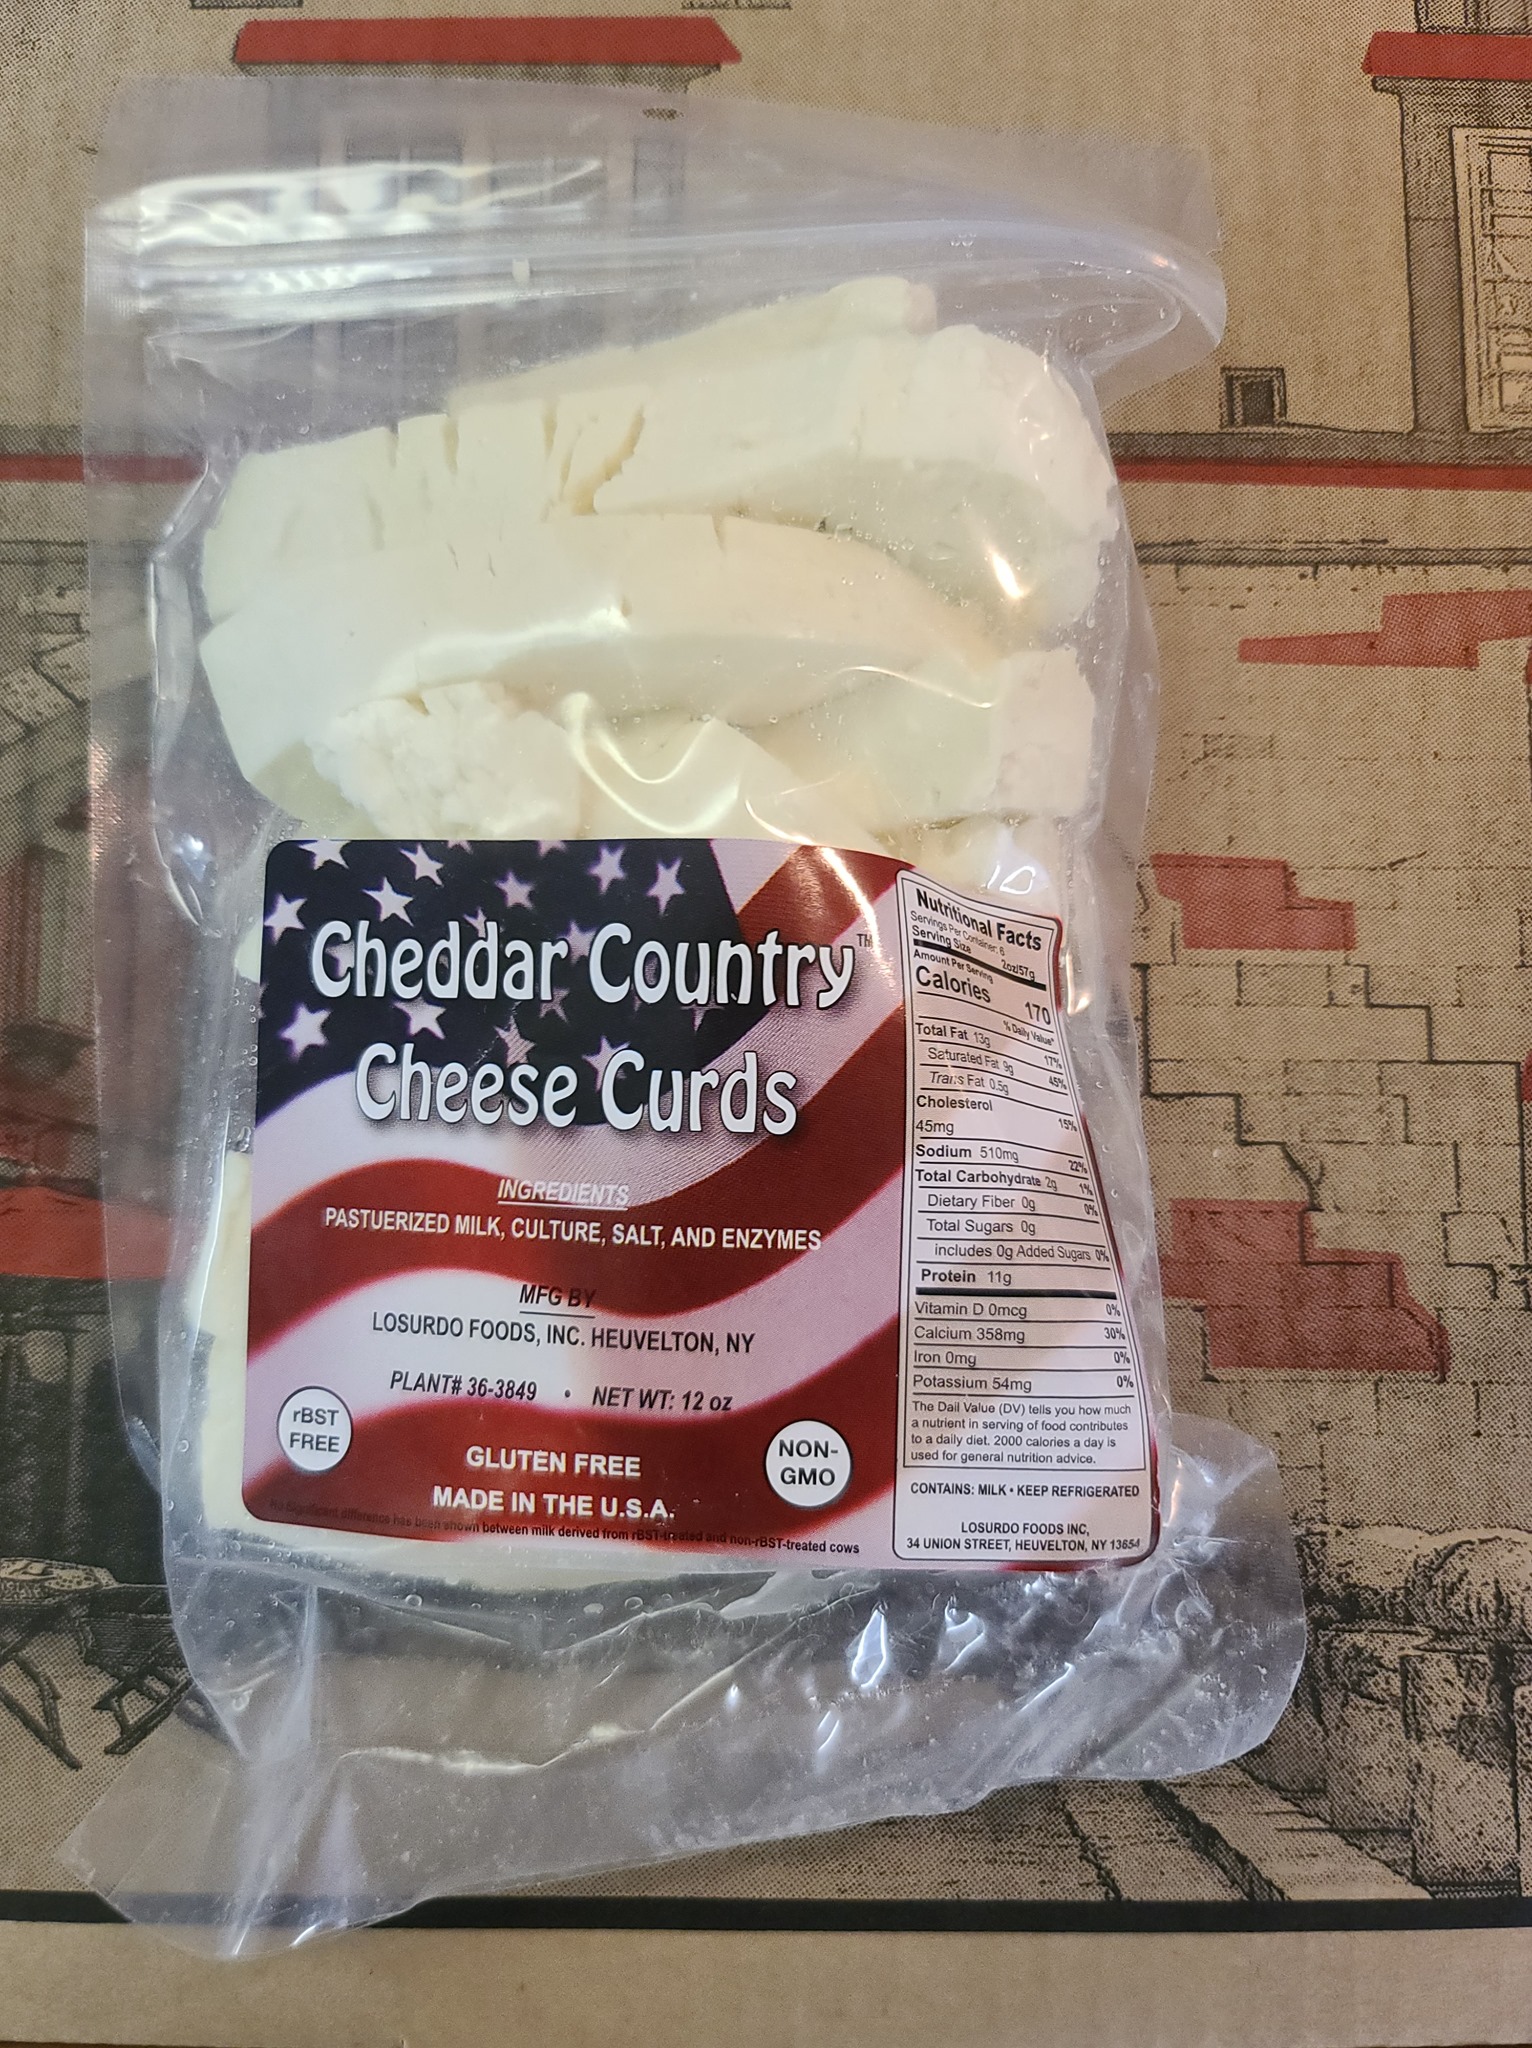 Cheddar Country™
Cheese Curds
INGREDIENTS
PASTUERIZED MILK, CULTURE, SALT, AND ENZYMES
MFG BY
LOSURDO FOODS, INC. HEUVELTON, NY
PLANT# 36-3849 • NET WT: 12 oz
rBST
FREE
GLUTEN FREE
MADE IN THE U.S.A.
NON-
GMO
No significant difference has been shown between milk derived from rBST-treated and non-rBST-treated cows
Nutritional Facts
Servings Per Container: 6
Serving Size 2oz/57g
Amount Per Serving
Calories 170
% Daily Value*
Total Fat 13g 17%
Saturated Fat 9g 45%
Trans Fat 0.5g
Cholesterol
45mg 15%
Sodium 510mg 22%
Total Carbohydrate 2g 1%
Dietary Fiber 0g 0%
Total Sugars 0g
includes 0g Added Sugars 0%
Protein 11g
Vitamin D 0mcg 0%
Calcium 358mg 30%
Iron 0mg 0%
Potassium 54mg 0%
The Dail Value (DV) tells you how much
a nutrient in serving of food contributes
to a daily diet. 2000 calories a day is
used for general nutrition advice.
CONTAINS: MILK • KEEP REFRIGERATED
LOSURDO FOODS INC,
34 UNION STREET, HEUVELTON, NY 13654